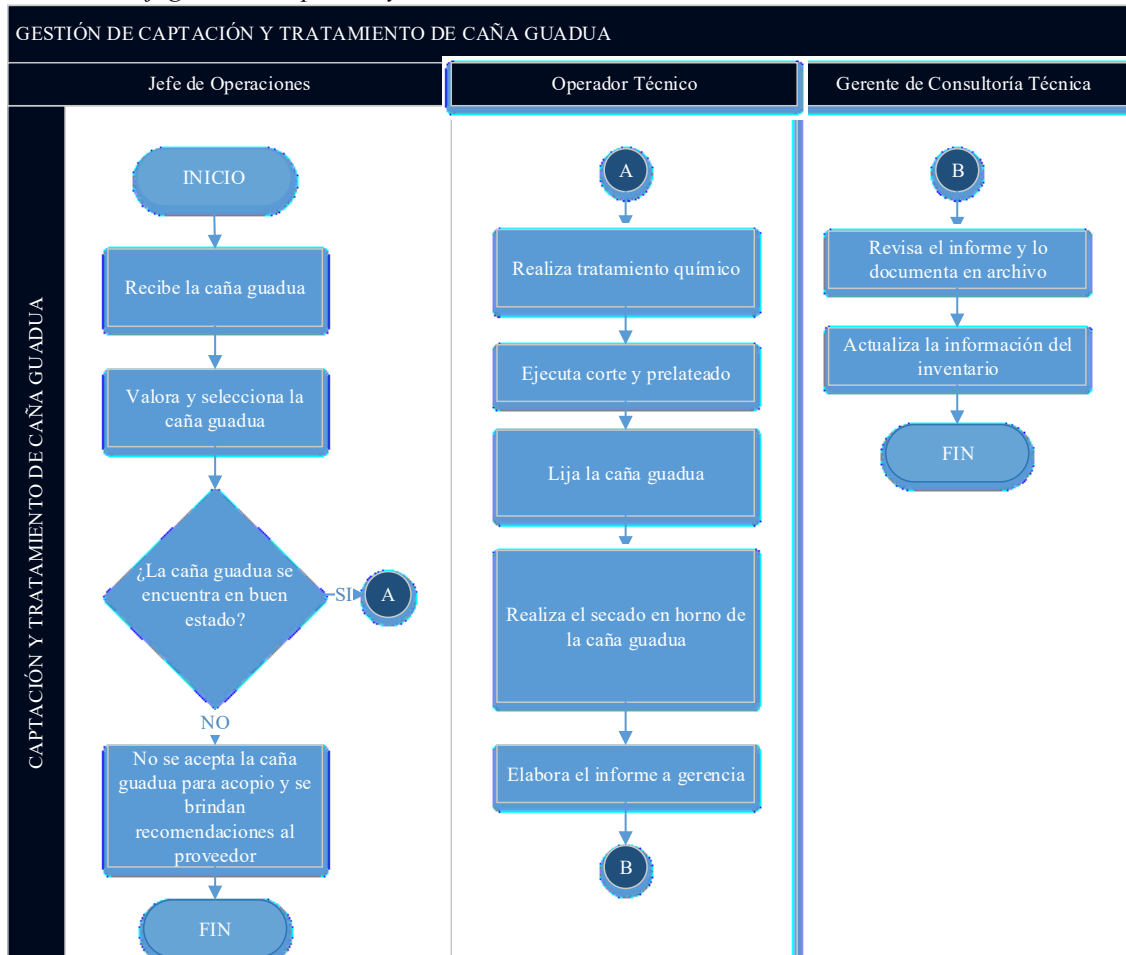 GESTIÓN DE CAPTACIÓN Y TRATAMIENTO DE CAÑA GUADUA
Jefe de Operaciones
Operador Técnico
Gerente de Consultoría Técnica
CAPTACIÓN Y TRATAMIENTO DE CAÑA GUADUA
INICIO
Recibe la caña guadua
Valora y selecciona la
caña guadua
¿La caña guadua se
encuentra en buen
estado?
SI
A
NO
No se acepta la caña
guadua para acopio y se
brindan
recomendaciones al
proveedor
FIN
A
Realiza tratamiento químico
Ejecuta corte y prelateado
Lija la caña guadua
Realiza el secado en horno de
la caña guadua
Elabora el informe a gerencia
B
B
Revisa el informe y lo
documenta en archivo
Actualiza la información del
inventario
FIN